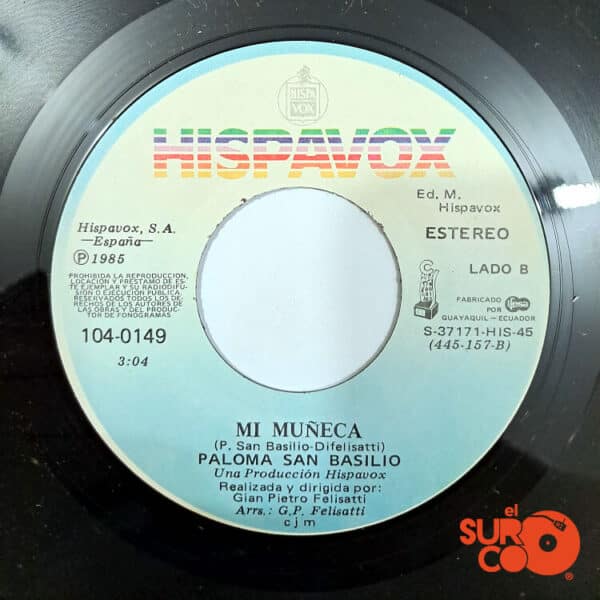 HISPA
VOX
HISPAVOX
Ed. M.
Hispavox
ESTEREO
Hispavox, S.A.
—España—
Ⓟ 1985
PROHIBIDA LA REPRODUCCION,
LOCACION Y PRESTAMO DE ES-
TE EJEMPLAR Y SU RADIODIFU-
SION O EJECUCION PUBLICA.
RESERVADOS TODOS LOS DE-
RECHOS DE LOS AUTORES DE
LAS OBRAS Y DEL PRODUC-
TOR DE FONOGRAMAS
104-0149
3:04
LADO B
FABRICADO
POR
GUAYAQUIL — ECUADOR
S-37171-HIS-45
(445-157-B)
MI MUÑECA
(P. San Basilio-Difelisatti)
PALOMA SAN BASILIO
Una Producción Hispavox
Realizada y dirigida por:
Gian Pietro Felisatti
Arrs.: G.P. Felisatti
cjm
el
SURCO
®